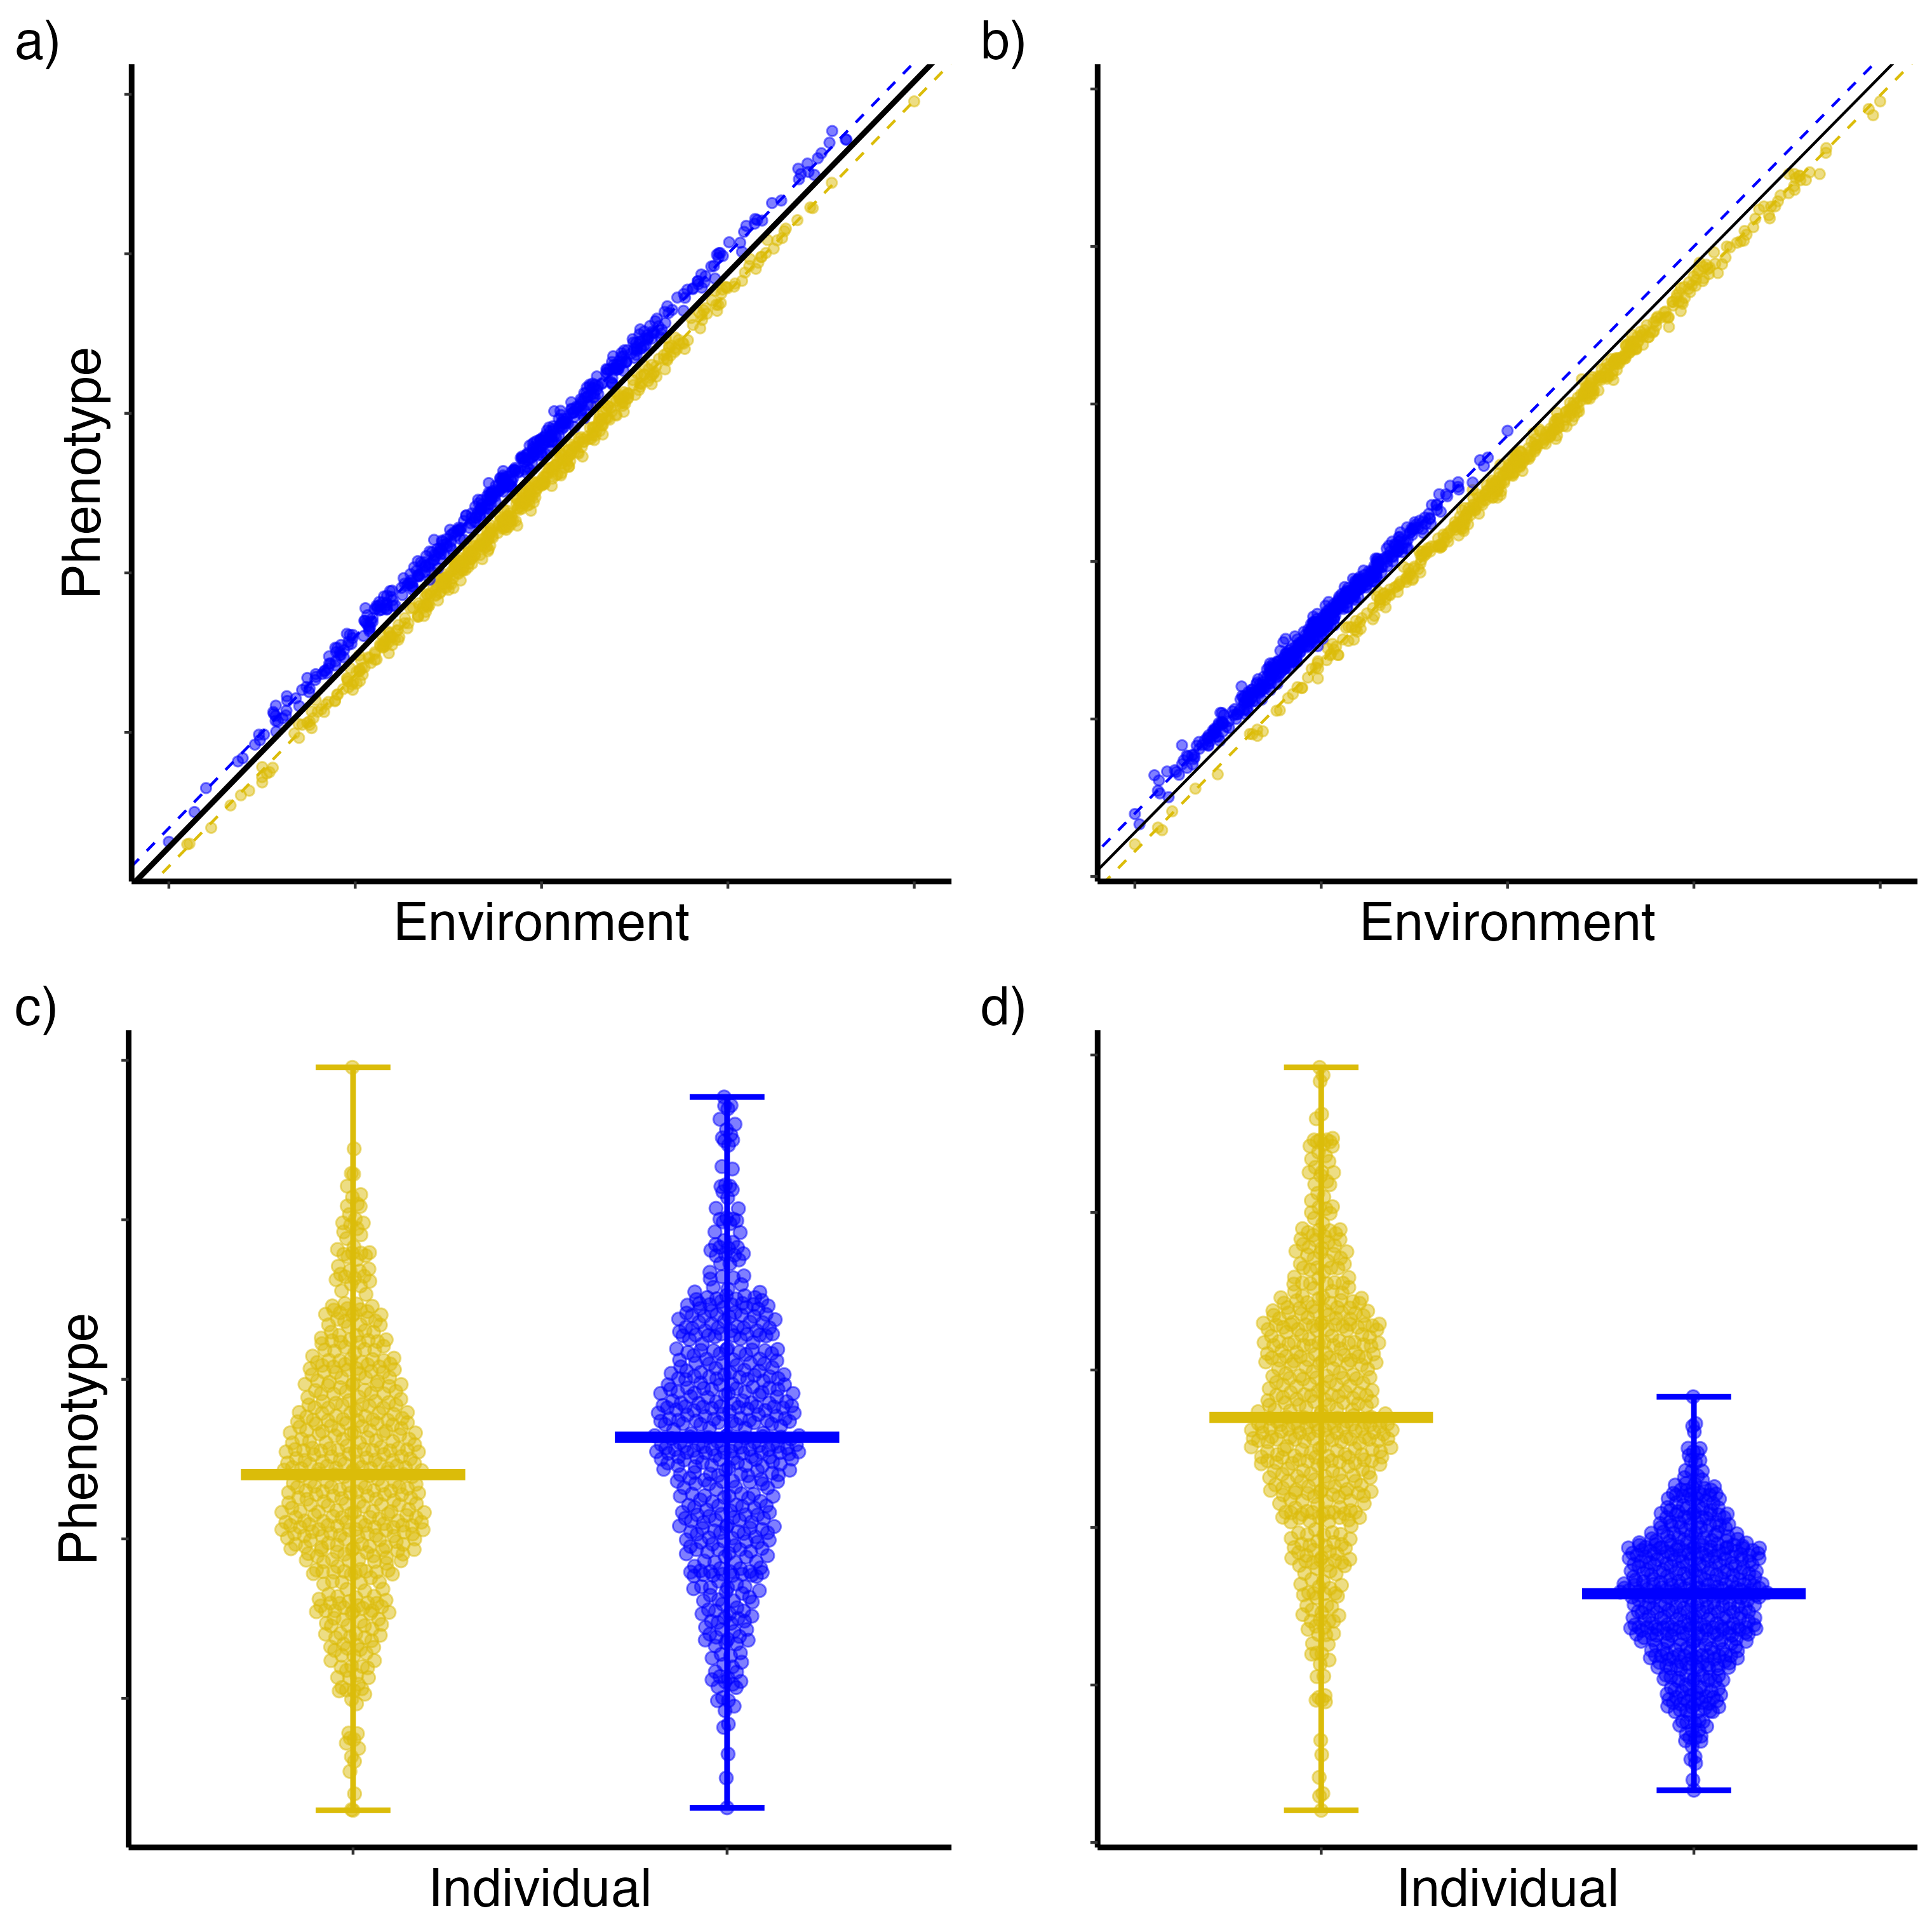 a)
b)
Phenotype
Environment
Environment
c)
d)
Phenotype
Individual
Individual